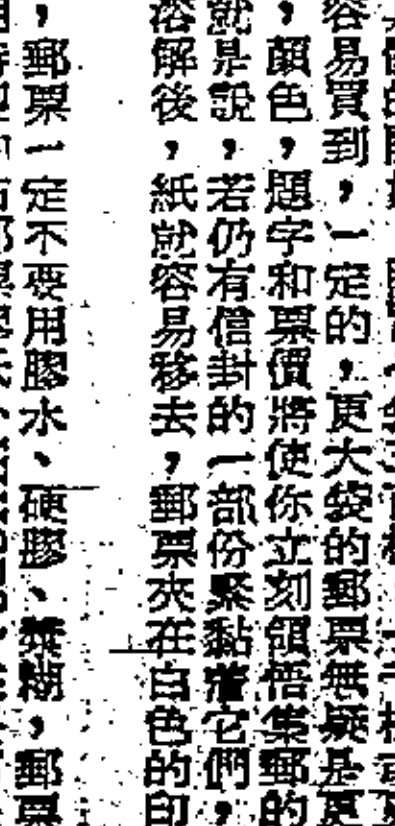 容易買到，一定的，更大袋的郵票無疑是更
，顏色，題字和票價將使你立刻領悟集郵的
就是說，若仍有信封的一部份緊黏着它們，
溶解後，紙就容易移去，郵票夾在白色的印
，郵票一定不要用膠水、硬膠、漿糊，郵票